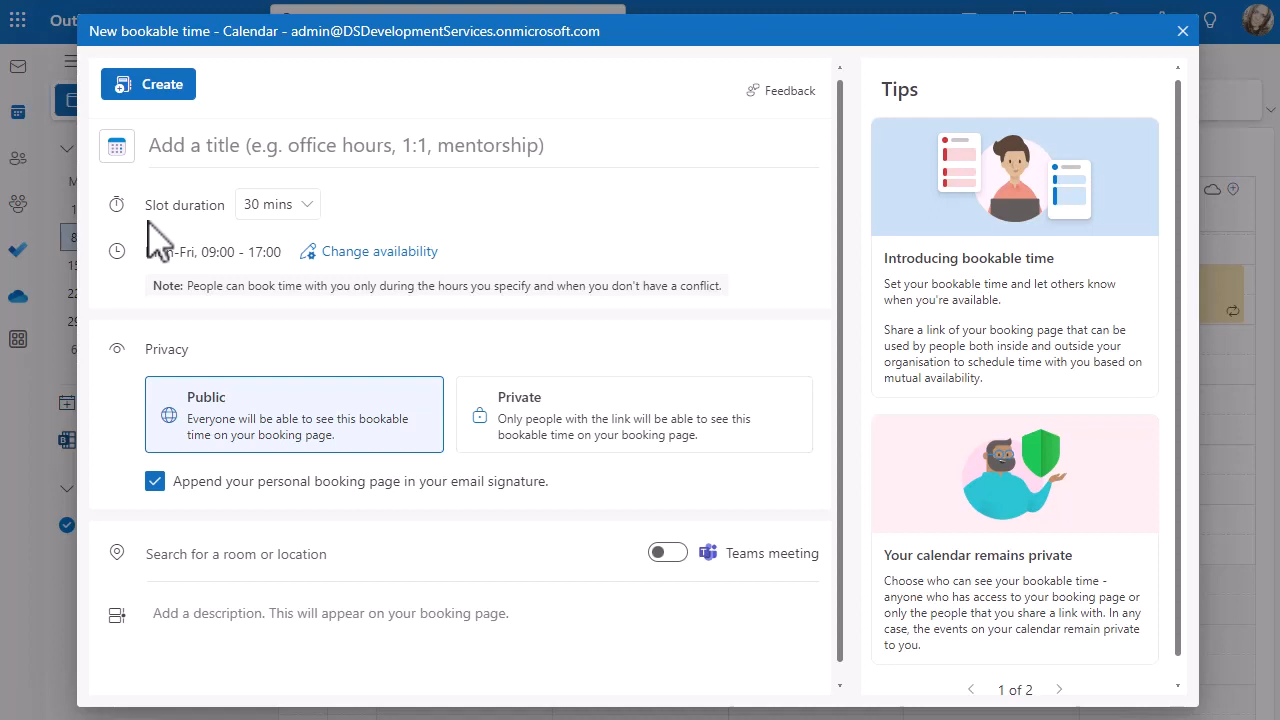 Out
New bookable time - Calendar - admin@DSDevelopmentServices.onmicrosoft.com
Create
Feedback
Add a title (e.g. office hours, 1:1, mentorship)
Slot duration
30 mins
-Fri, 09:00 - 17:00
Change availability
Note: People can book time with you only during the hours you specify and when you don't have a conflict.
Privacy
Public
Everyone will be able to see this bookable
time on your booking page.
Private
Only people with the link will be able to see this
bookable time on your booking page.
Append your personal booking page in your email signature.
Search for a room or location
Teams meeting
Add a description. This will appear on your booking page.
Tips
Introducing bookable time
Set your bookable time and let others know
when you're available.
Share a link of your booking page that can be
used by people both inside and outside your
organisation to schedule time with you based on
mutual availability.
Your calendar remains private
Choose who can see your bookable time -
anyone who has access to your booking page or
only the people that you share a link with. In any
case, the events on your calendar remain private
to you.
1 of 2
M
1
8
15
22
29
6